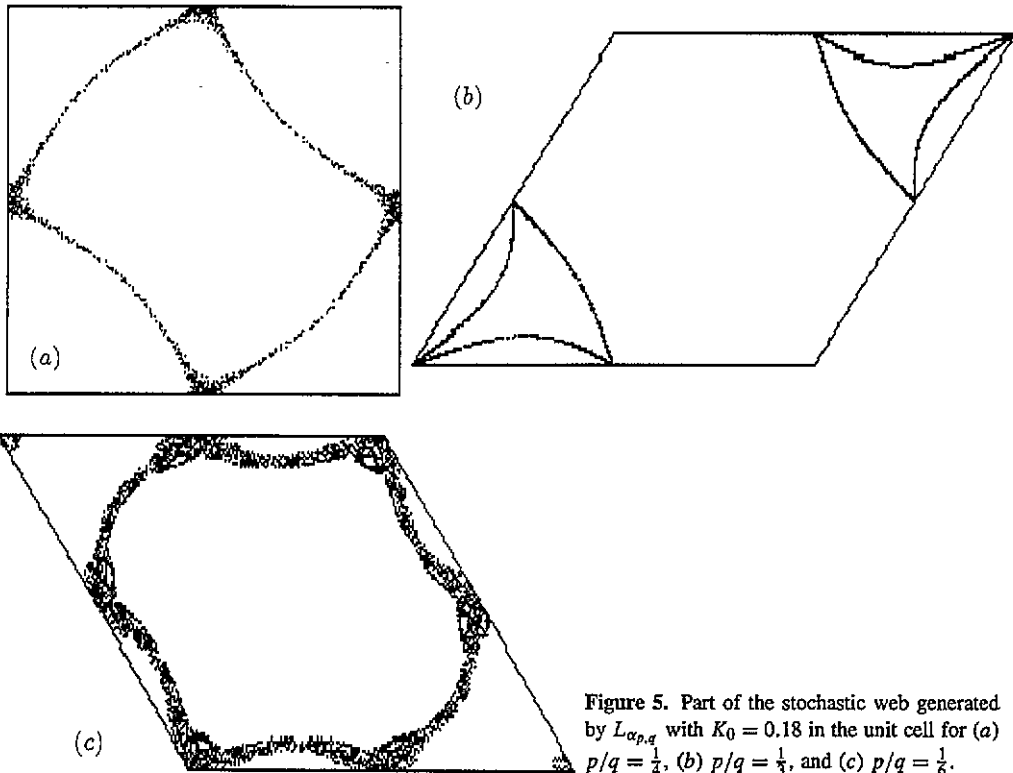 (a)
(b)
(c)
Figure 5. Part of the stochastic web generated
by $L_{\alpha_{p,q}}$ with $K_0 = 0.18$ in the unit cell for (a)
$p/q = \frac{1}{4}$, (b) $p/q = \frac{1}{3}$, and (c) $p/q = \frac{1}{6}$.